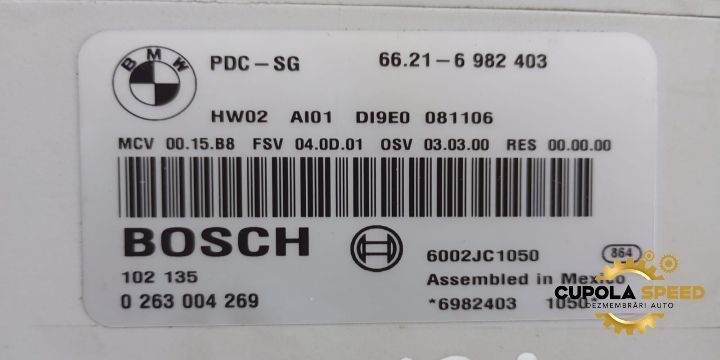 BMW
PDC-SG 66.21-6 982 403
HW02 AI01 DI9E0 081106
MCV 00.15.B8 FSV 04.0D.01 OSV 03.03.00 RES 00.00.00
BOSCH
6002JC1050 864
102 135
Assembled in Mexico
0 263 004 269
*6982403 1050*
CUPOLA SPEED
DEZMEMBRĂRI AUTO